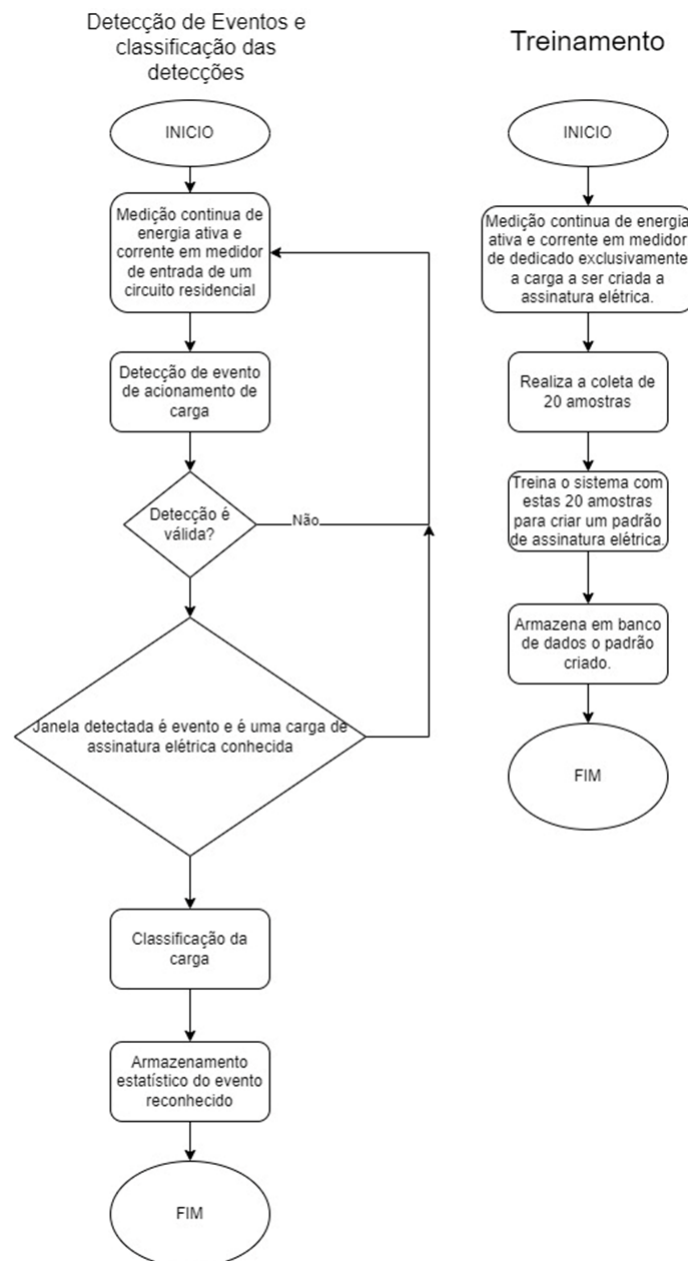 Detecção de Eventos e
classificação das
detecções
INICIO
Medição continua de
energia ativa e
corrente em medidor
de entrada de um
circuito residencial
Detecção de evento
de acionamento de
carga
Detecção é
válida?
Não
Janela detectada é evento e é uma carga de
assinatura elétrica conhecida
Classificação da
carga
Armazenamento
estatístico do evento
reconhecido
FIM
Treinamento
INICIO
Medição continua de energia
ativa e corrente em medidor
de dedicado exclusivamente
a carga a ser criada a
assinatura elétrica.
Realiza a coleta de
20 amostras
Treina o sistema com
estas 20 amostras
para criar um padrão
de assinatura elétrica.
Armazena em banco
de dados o padrão
criado.
FIM